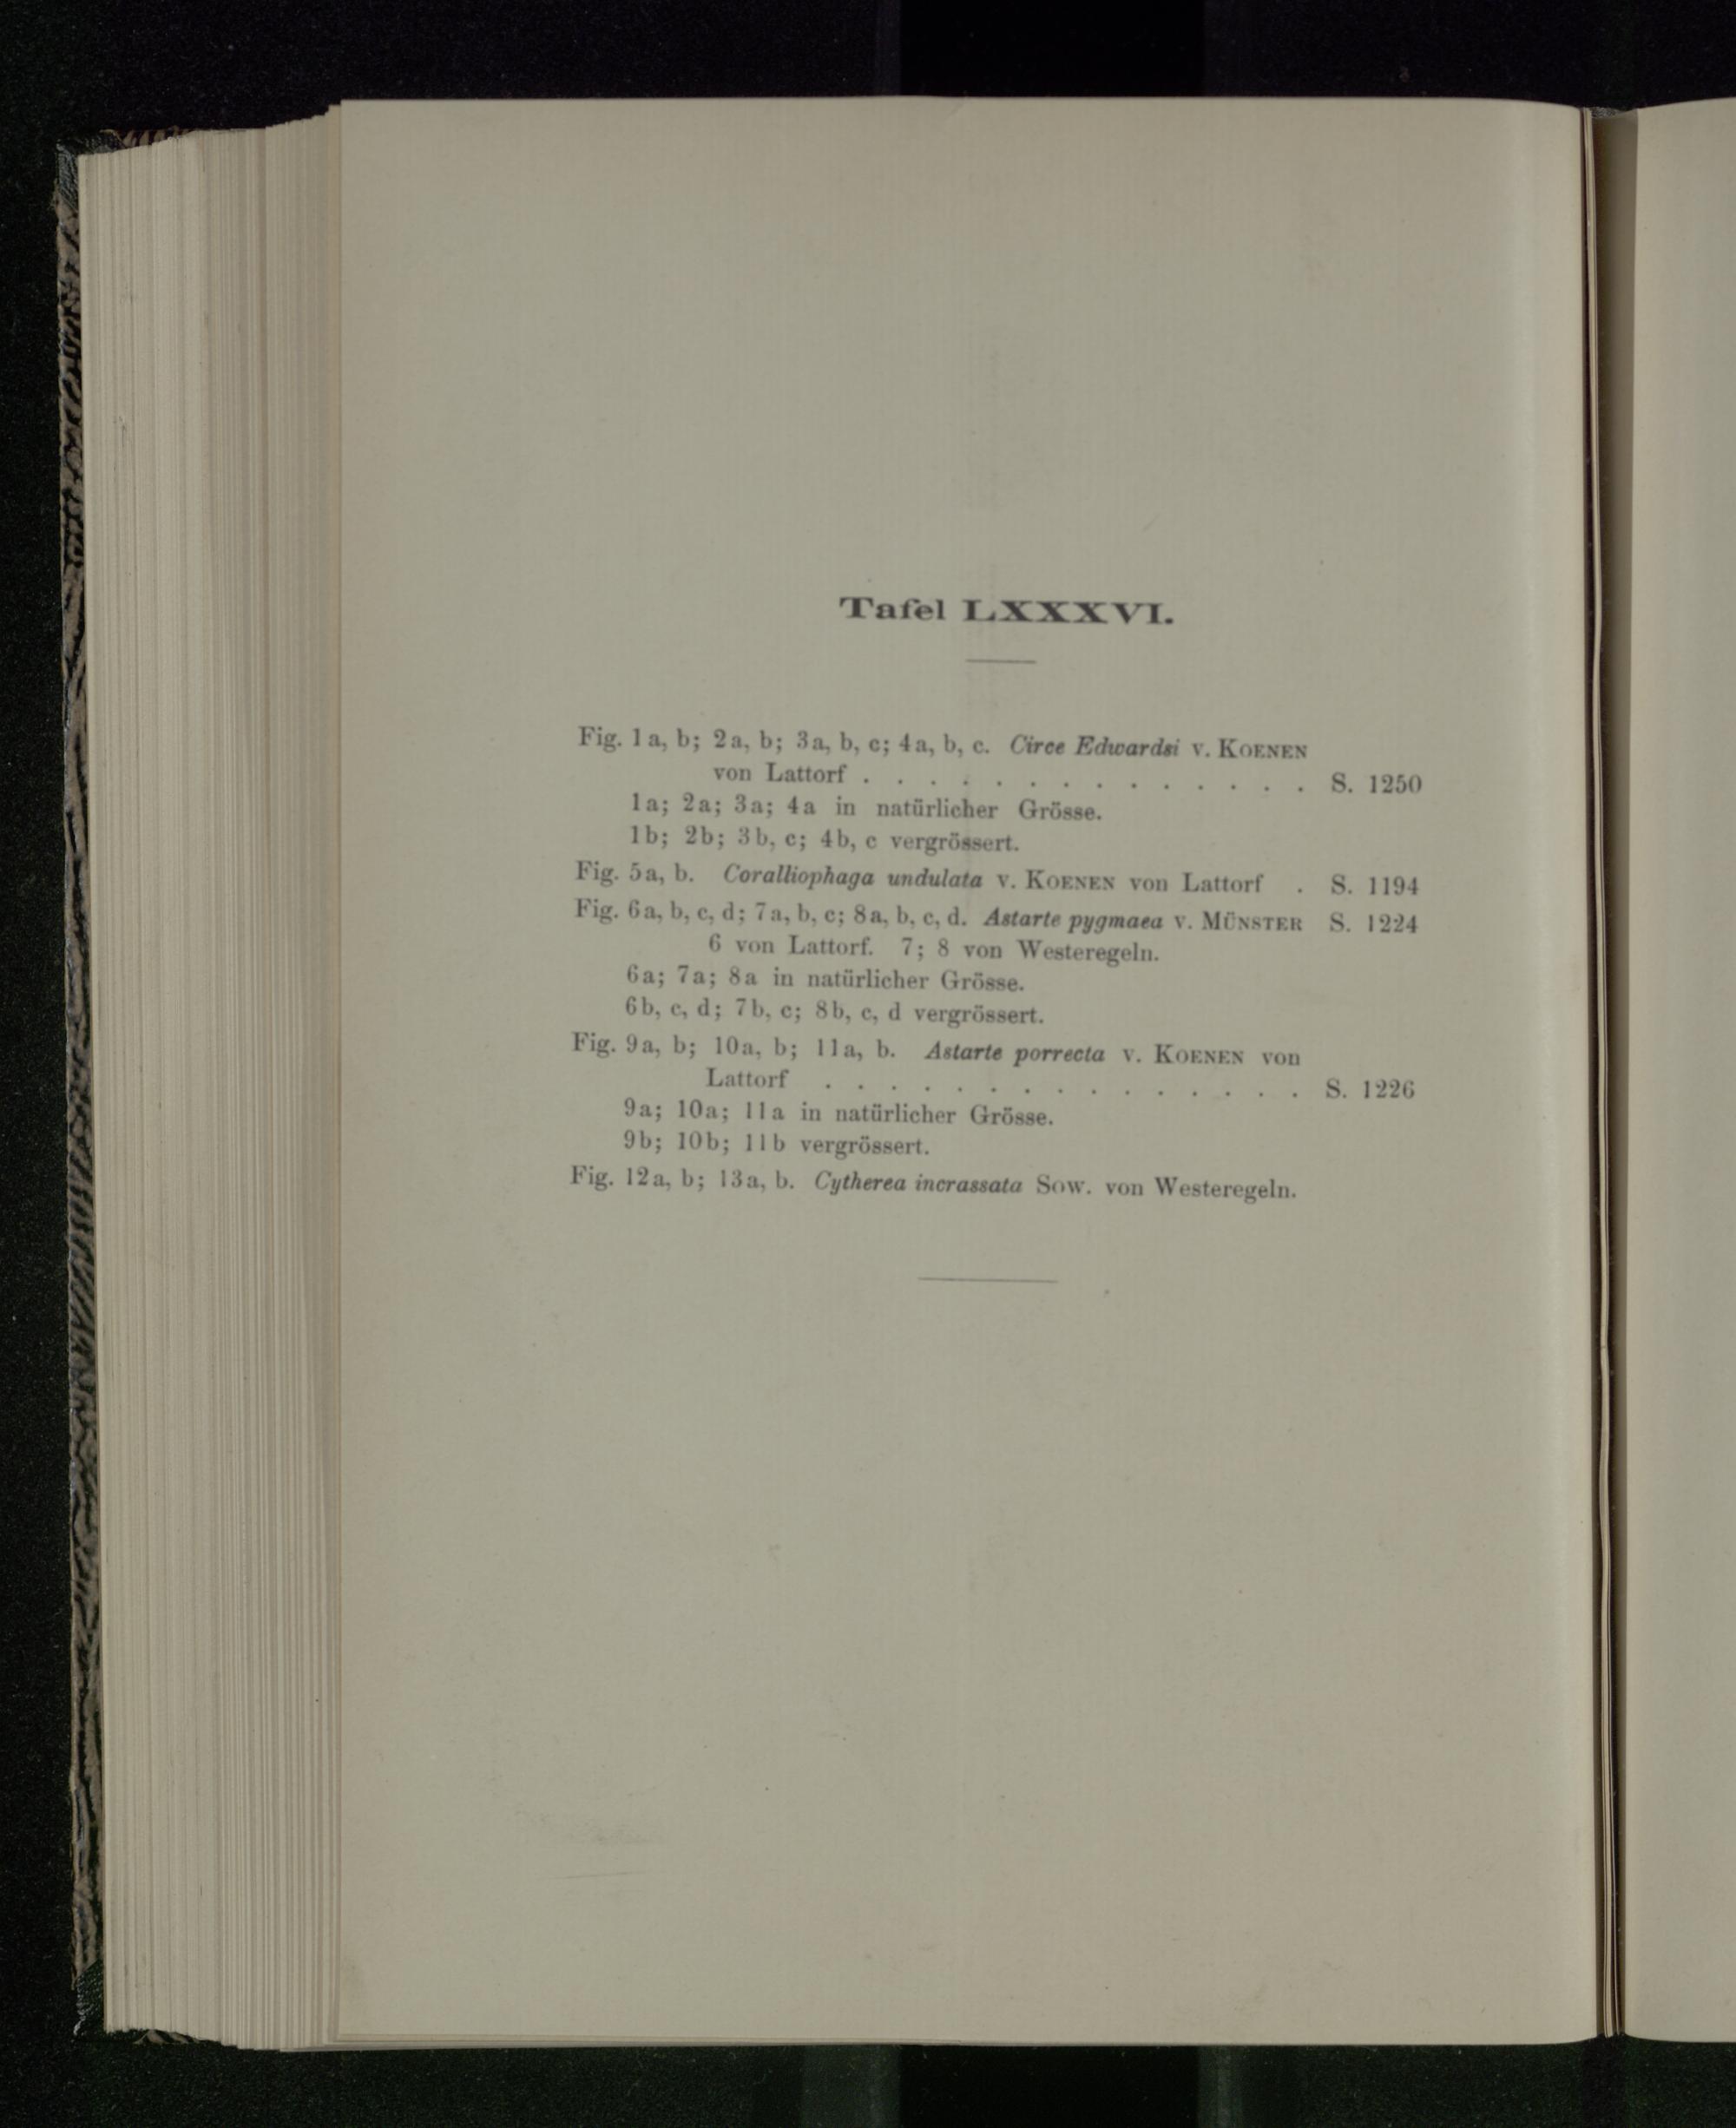 Tafel LXXXVI.
Fig. 1a, b; 2a, b; 3a, b, c; 4a, b, c. Circe Edwardsi v. KOENEN
von Lattorf . . . . . . . . . . . . . . S. 1250
1a; 2a; 3a; 4a in natürlicher Grösse.
1b; 2b; 3b, c; 4b, c vergrössert.
Fig. 5a, b. Coralliophaga undulata v. KOENEN von Lattorf . S. 1194
Fig. 6a, b, c, d; 7a, b, c; 8a, b, c, d. Astarte pygmaea v. MÜNSTER S. 1224
6 von Lattorf. 7; 8 von Westeregeln.
6a; 7a; 8a in natürlicher Grösse.
6b, c, d; 7b, c; 8b, c, d vergrössert.
Fig. 9a, b; 10a, b; 11a, b. Astarte porrecta v. KOENEN von
Lattorf . . . . . . . . . . . . . . . S. 1226
9a; 10a; 11a in natürlicher Grösse.
9b; 10b; 11b vergrössert.
Fig. 12a, b; 13a, b. Cytherea incrassata SOW. von Westeregeln.